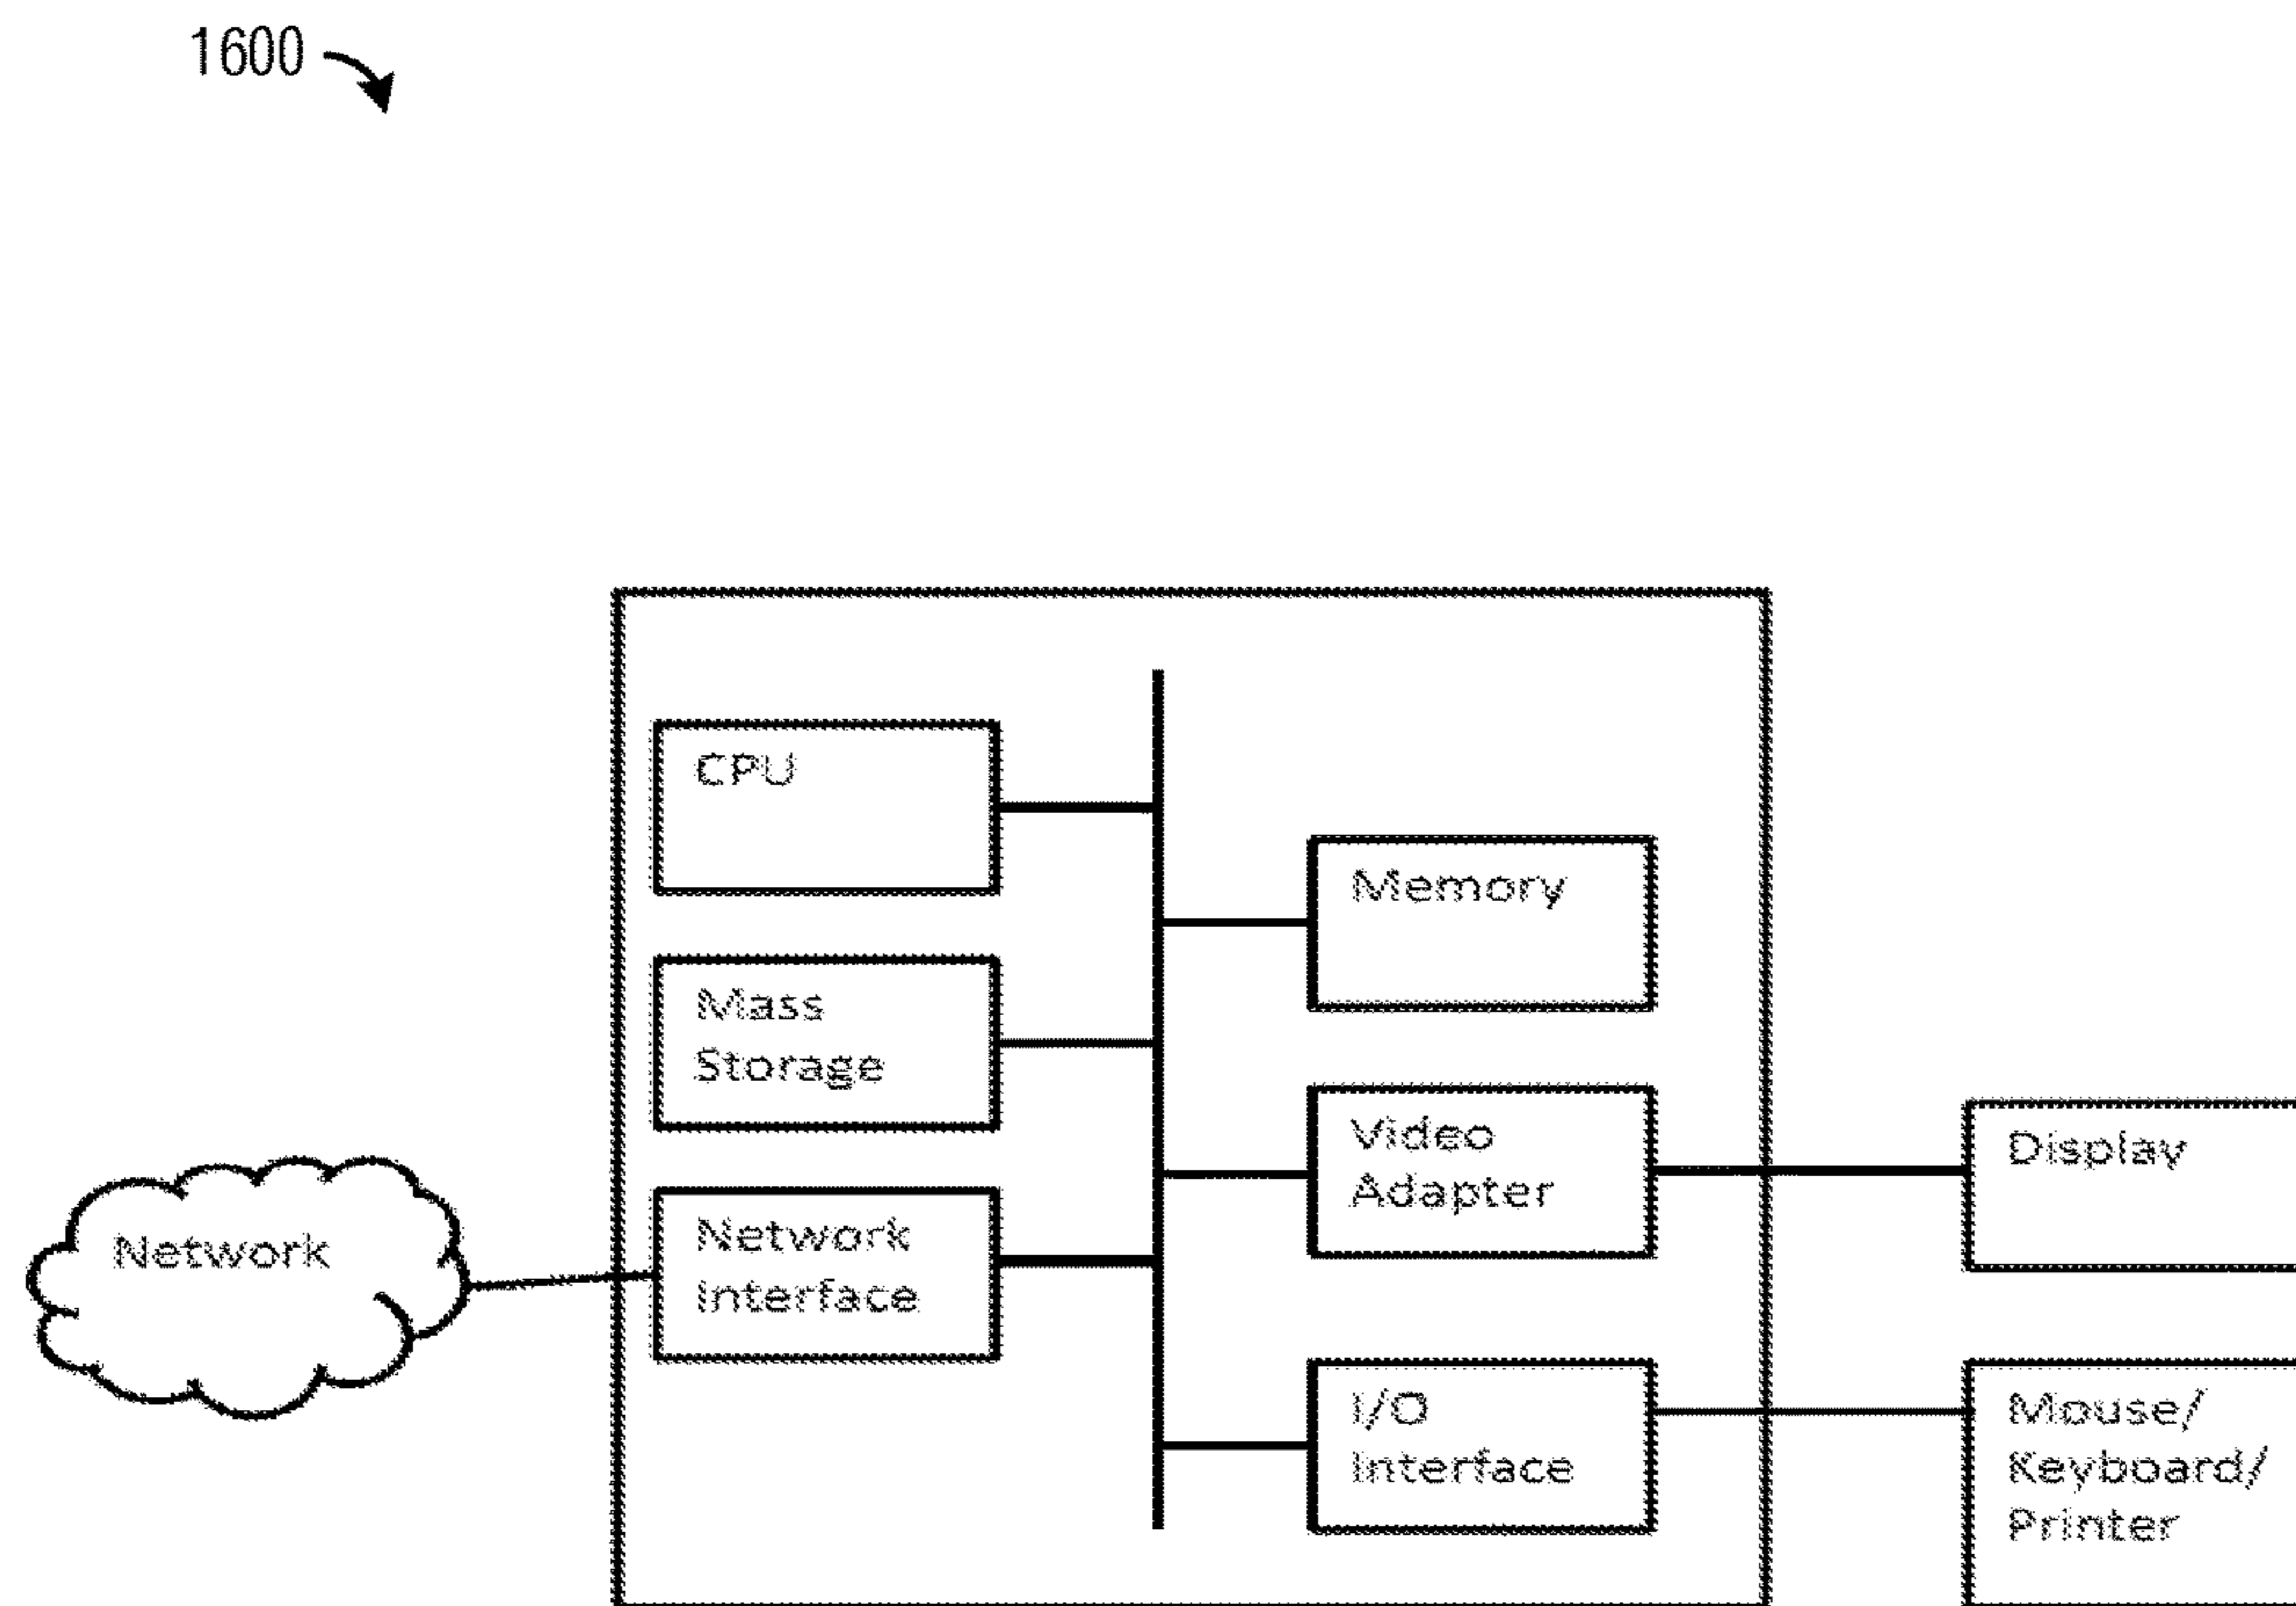 1600
CPU
Memory
Mass
Storage
Video
Adapter
Display
Network
Network
Interface
I/O
Interface
Mouse/
Keyboard/
Printer